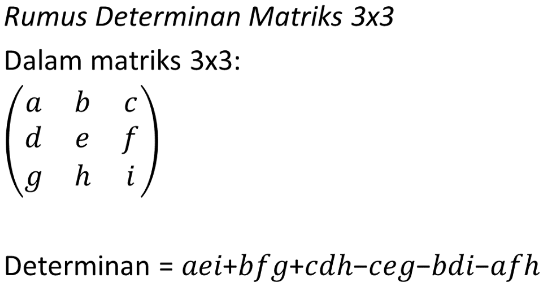 Rumus Determinan Matriks 3x3
Dalam matriks 3x3:
a b c
d e f
g h i
Determinan = aei+bfg+cdh−ceg−bdi−afh